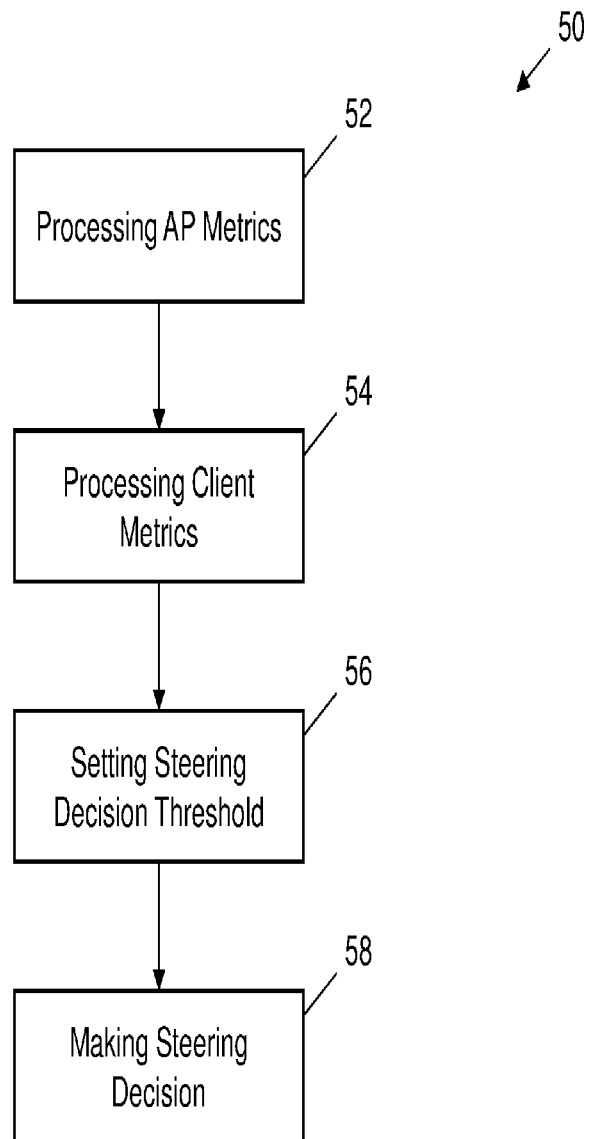 50
52
Processing AP Metrics
54
Processing Client
Metrics
56
Setting Steering
Decision Threshold
58
Making Steering
Decision